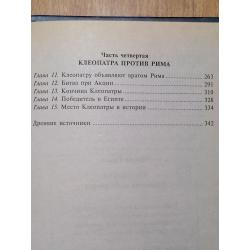 Часть четвертая
КЛЕОПАТРА ПРОТИВ РИМА
Глава 11. Клеопатру объявляют врагом Рима 263
Глава 12. Битва при Акции 291
Глава 13. Кончина Клеопатры 310
Глава 14. Победитель в Египте 328
Глава 15. Место Клеопатры в истории 334
Древние источники 342